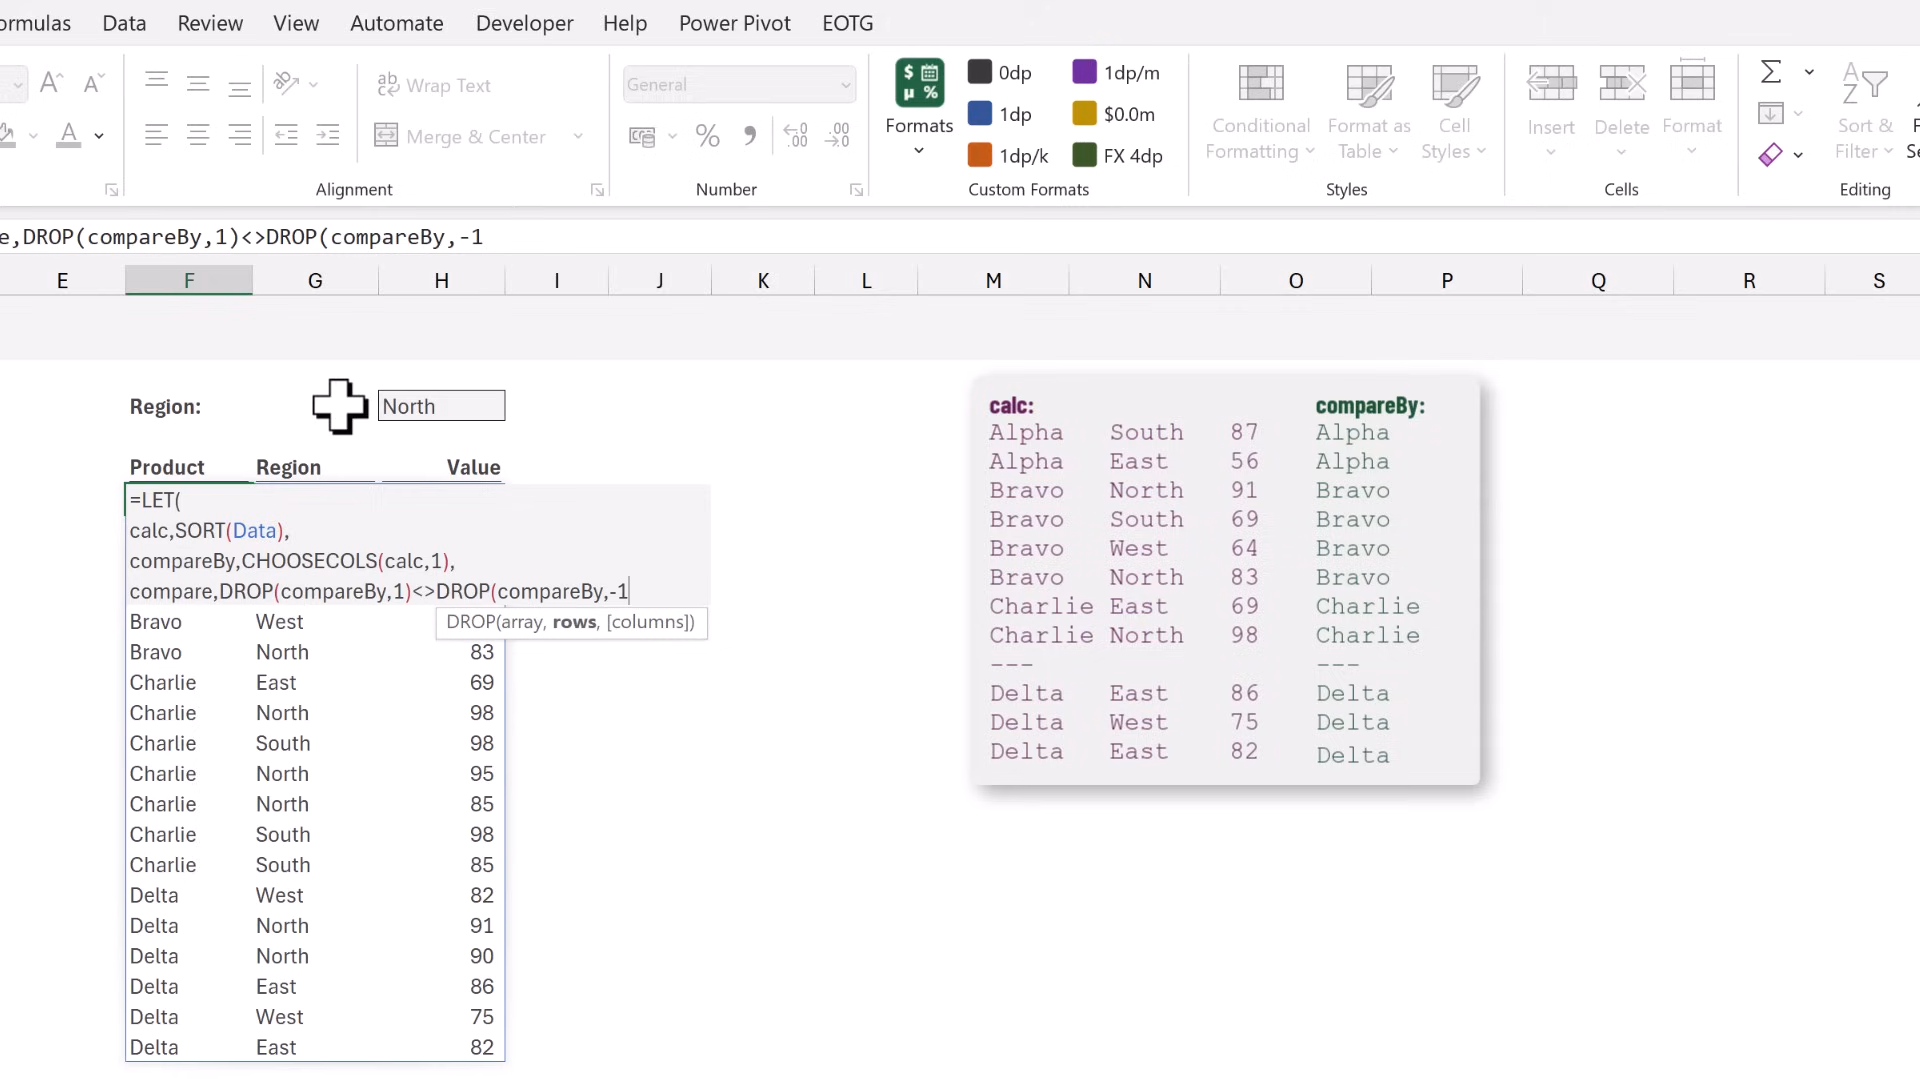 ormulas Data Review View Automate Developer Help Power Pivot EOTG
ab Wrap Text
Merge & Center
Alignment
General
% 
Number
$ µ %
Formats
0dp 1dp/m
1dp $0.0m
1dp/k FX 4dp
Custom Formats
Conditional Formatting
Format as Table
Cell Styles
Styles
Insert Delete Format
Cells
Sort & Filter
Editing
e,DROP(compareBy,1)<>DROP(compareBy,-1
E F G H I J K L M N O P Q R S
Region: North
Product Region Value
=LET(
calc,SORT(Data),
compareBy,CHOOSECOLS(calc,1),
compare,DROP(compareBy,1)<>DROP(compareBy,-1
DROP(array, rows, [columns])
Bravo West
Bravo North 83
Charlie East 69
Charlie North 98
Charlie South 98
Charlie North 95
Charlie North 85
Charlie South 98
Charlie South 85
Delta West 82
Delta North 91
Delta North 90
Delta East 86
Delta West 75
Delta East 82
calc: compareBy:
Alpha South 87 Alpha
Alpha East 56 Alpha
Bravo North 91 Bravo
Bravo South 69 Bravo
Bravo West 64 Bravo
Bravo North 83 Bravo
Charlie East 69 Charlie
Charlie North 98 Charlie
--- ---
Delta East 86 Delta
Delta West 75 Delta
Delta East 82 Delta